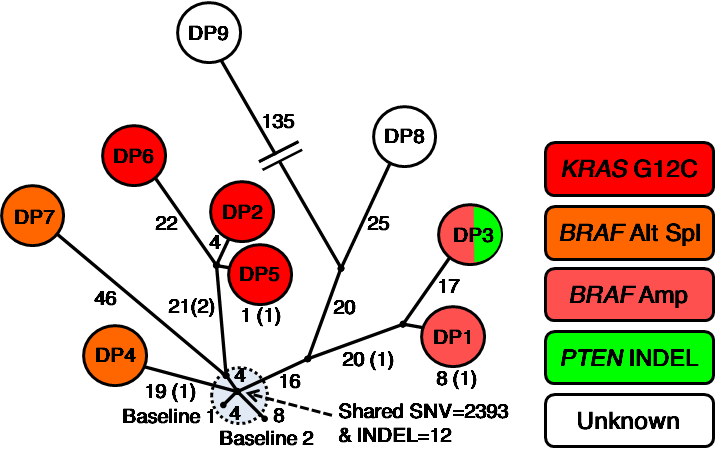 DP9
135
DP8
DP6
KRAS G12C
DP7
22
DP2
4
25
DP3
BRAF Alt Spl
DP5
46
21(2)
1 (1)
20
17
BRAF Amp
DP4
DP1
PTEN INDEL
19 (1)
4
16
20 (1)
8 (1)
Baseline 1
4
8
Baseline 2
Shared SNV=2393
& INDEL=12
Unknown